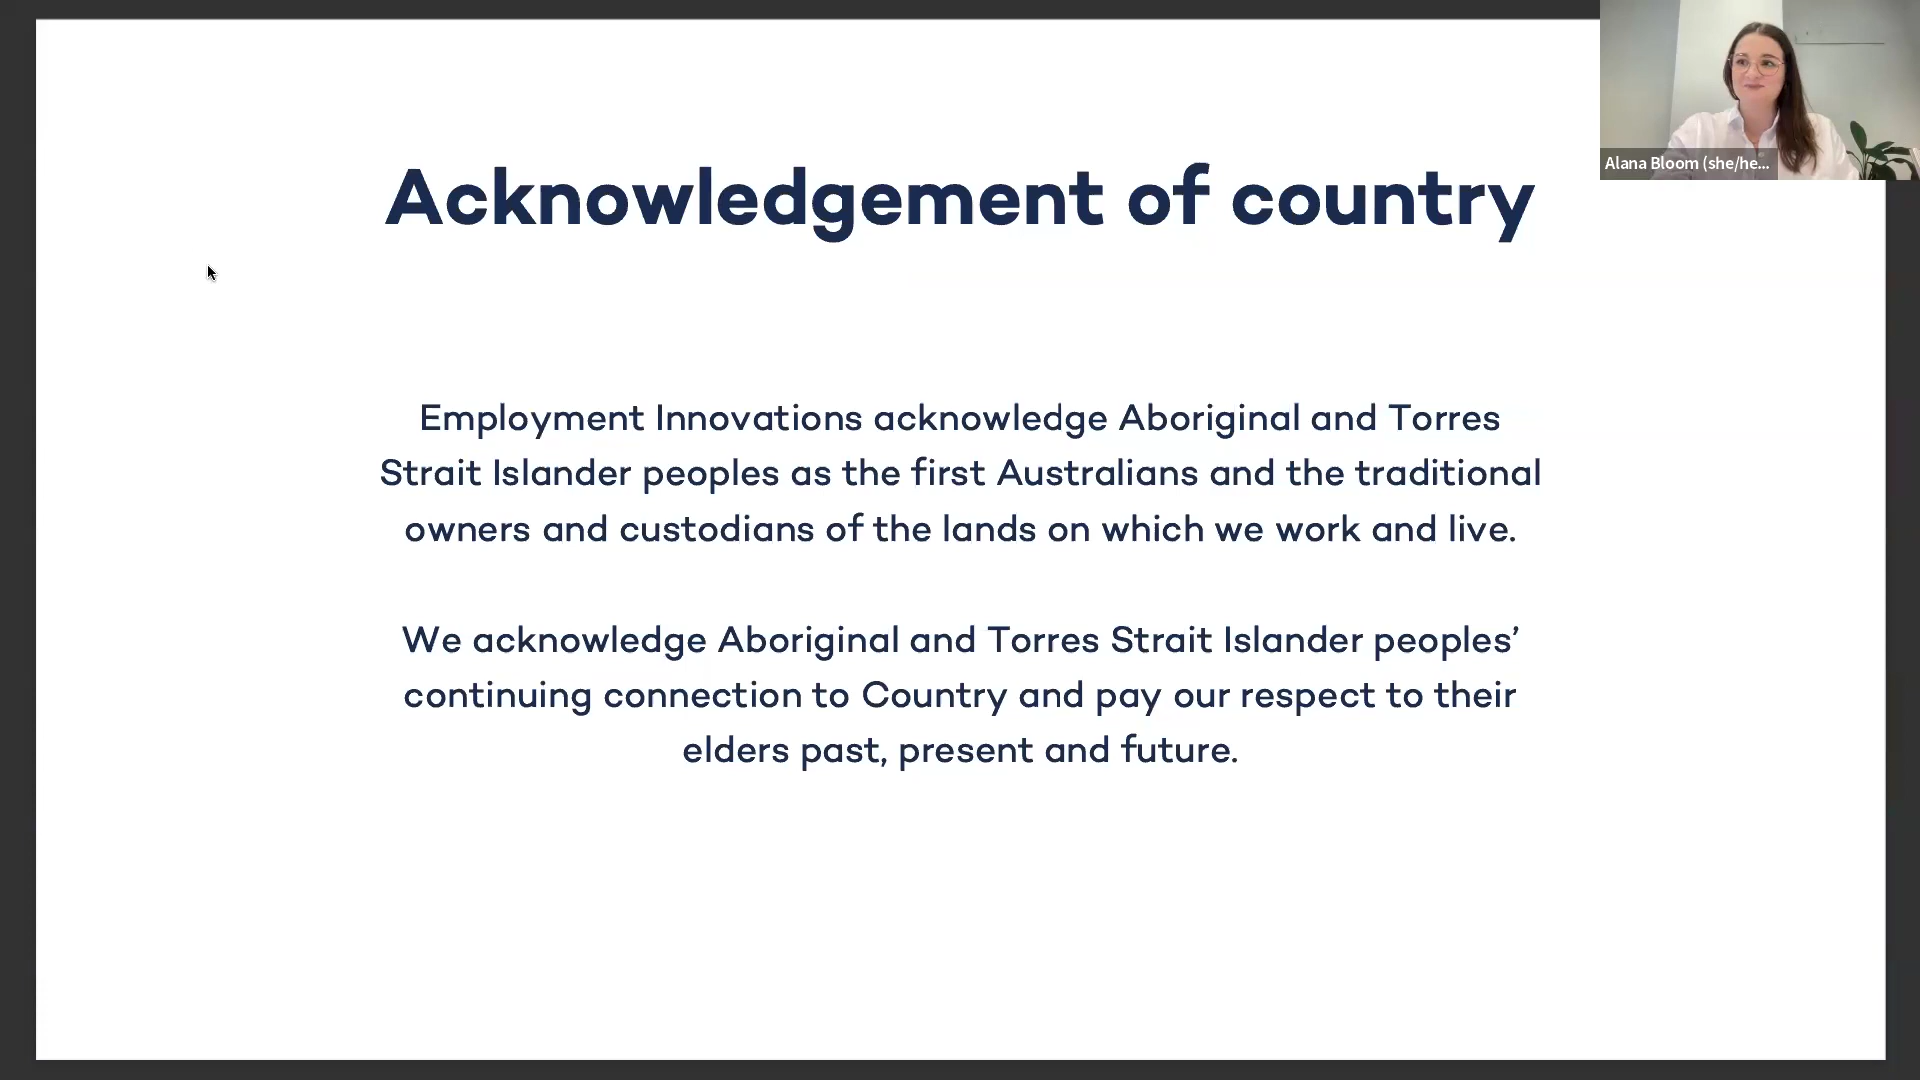 Acknowledgement of country
Alana Bloom (she/he...
Employment Innovations acknowledge Aboriginal and Torres
Strait Islander peoples as the first Australians and the traditional
owners and custodians of the lands on which we work and live.
We acknowledge Aboriginal and Torres Strait Islander peoples’
continuing connection to Country and pay our respect to their
elders past, present and future.